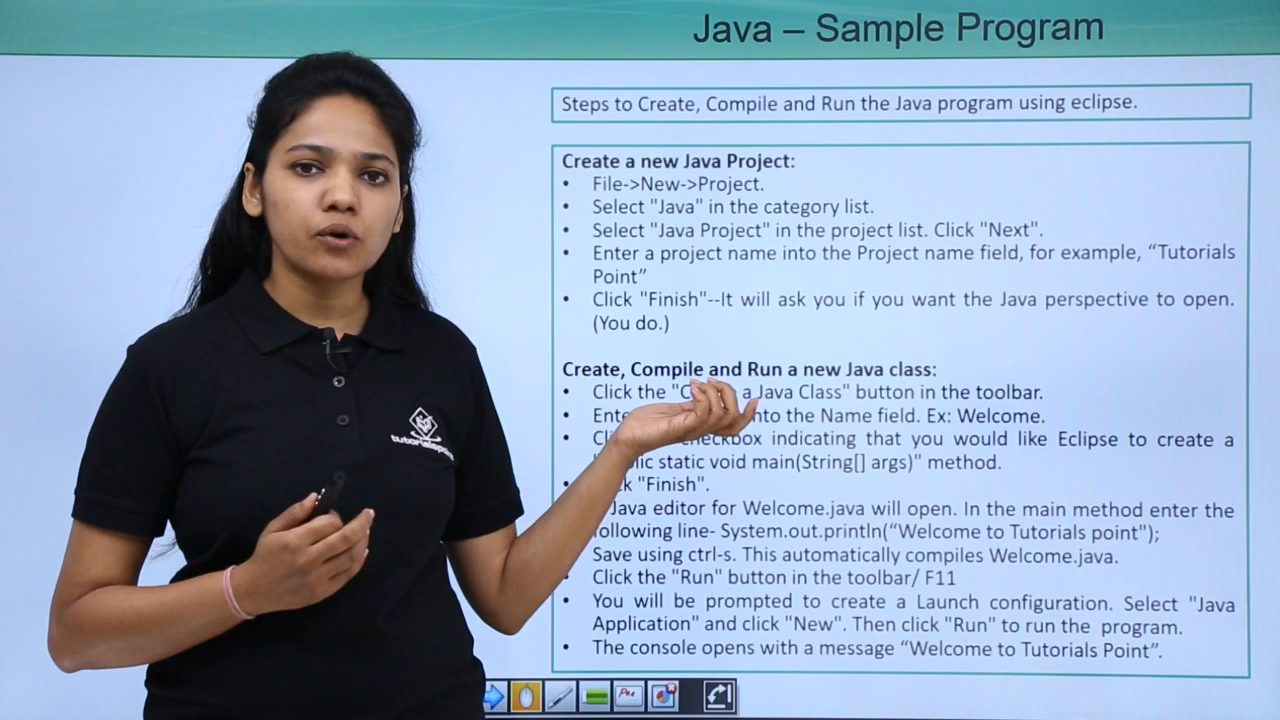 Java – Sample Program
Steps to Create, Compile and Run the Java program using eclipse.
Create a new Java Project:
• File->New->Project.
• Select "Java" in the category list.
• Select "Java Project" in the project list. Click "Next".
• Enter a project name into the Project name field, for example, “Tutorials
Point”
• Click "Finish"--It will ask you if you want the Java perspective to open.
(You do.)
Create, Compile and Run a new Java class:
• Click the "C a Java Class" button in the toolbar.
• to the Name field. Ex: Welcome.
• checkbox indicating that you would like Eclipse to create a
static void main(String[] args)" method.
• "Finish".
Java editor for Welcome.java will open. In the main method enter the
following line- System.out.println(“Welcome to Tutorials point");
Save using ctrl-s. This automatically compiles Welcome.java.
• Click the "Run" button in the toolbar/ F11
• You will be prompted to create a Launch configuration. Select "Java
Application" and click "New". Then click "Run" to run the program.
• The console opens with a message “Welcome to Tutorials Point”.
tutorialspoint